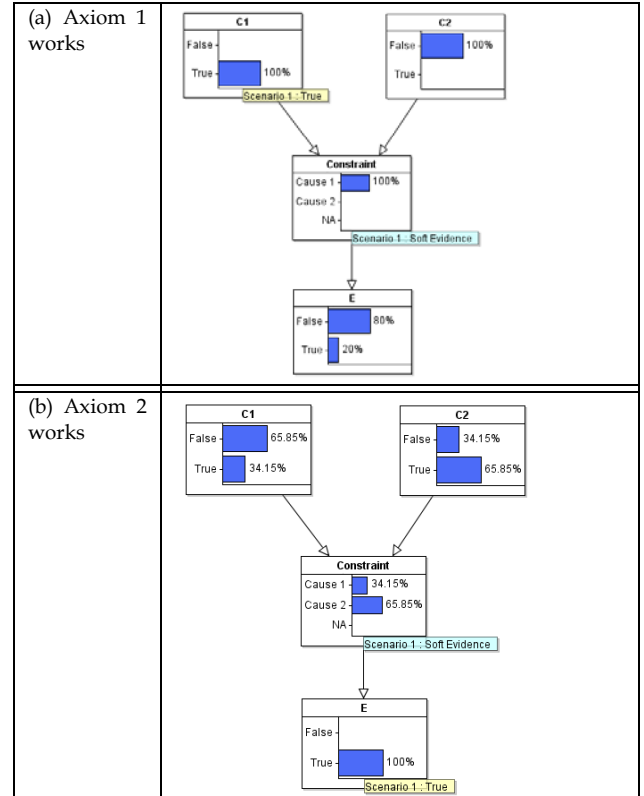 (a) Axiom 1
works
C1
False
True
100%
Scenario 1 : True
C2
False
100%
True
Constraint
Cause 1
100%
Cause 2
NA
Scenario 1 : Soft Evidence
E
False
80%
True
20%
(b) Axiom 2
works
C1
False
65.85%
True
34.15%
C2
False
34.15%
True
65.85%
Constraint
Cause 1
34.15%
Cause 2
65.85%
NA
Scenario 1 : Soft Evidence
E
False
True
100%
Scenario 1 : True